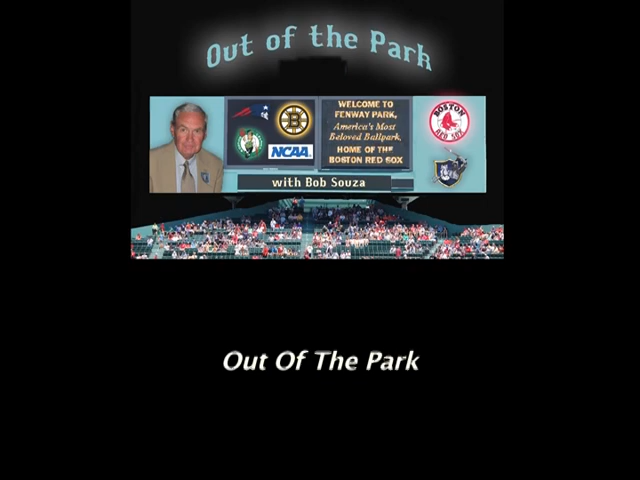 Out of the Park
WELCOME TO
FENWAY PARK,
America's Most
Beloved Ballpark,
HOME OF THE
BOSTON RED SOX
NCAA
BOSTON
RED SOX
with Bob Souza
Out Of The Park